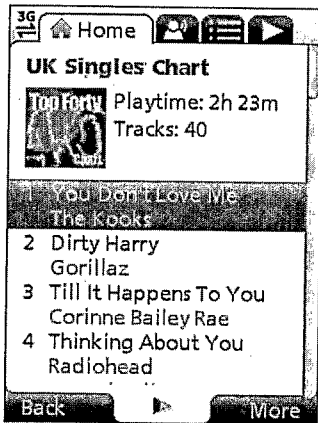 3G
Home
UK Singles Chart
Top Forty
40
Chart
Playtime: 2h 23m
Tracks: 40
1 You Don't Love Me
The Kooks
2 Dirty Harry
Gorillaz
3 Till It Happens To You
Corinne Bailey Rae
4 Thinking About You
Radiohead
Back
More